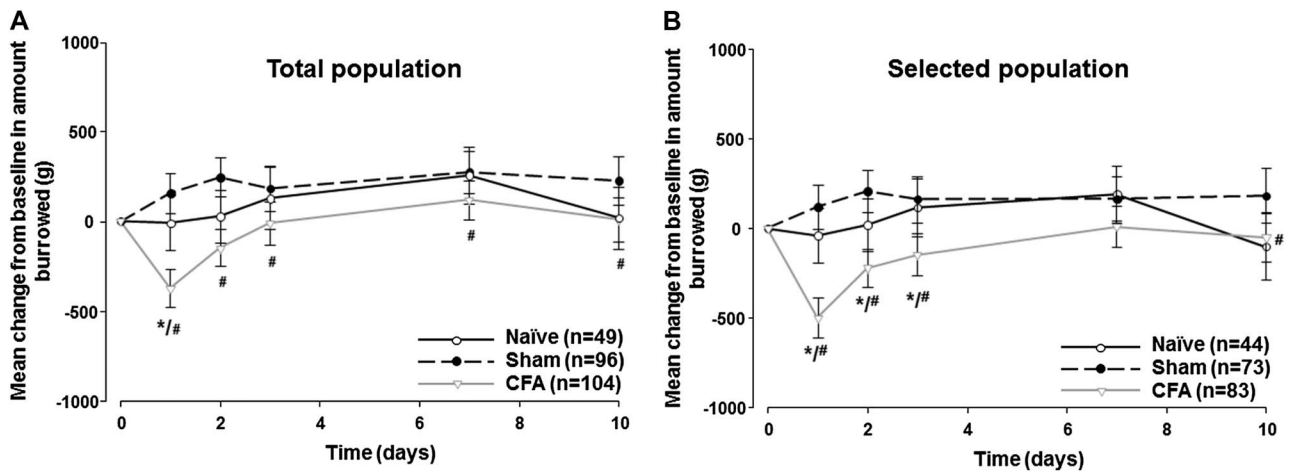 A
Total population
Mean change from baseline in amount
burrowed (g)
1000
500
0
-500
-1000
*/#
#
#
#
#
Naïve (n=49)
Sham (n=96)
CFA (n=104)
0
2
4
6
8
10
Time (days)
B
Selected population
Mean change from baseline in amount
burrowed (g)
1000
500
0
-500
-1000
*/#
*/#
*/#
#
Naïve (n=44)
Sham (n=73)
CFA (n=83)
0
2
4
6
8
10
Time (days)